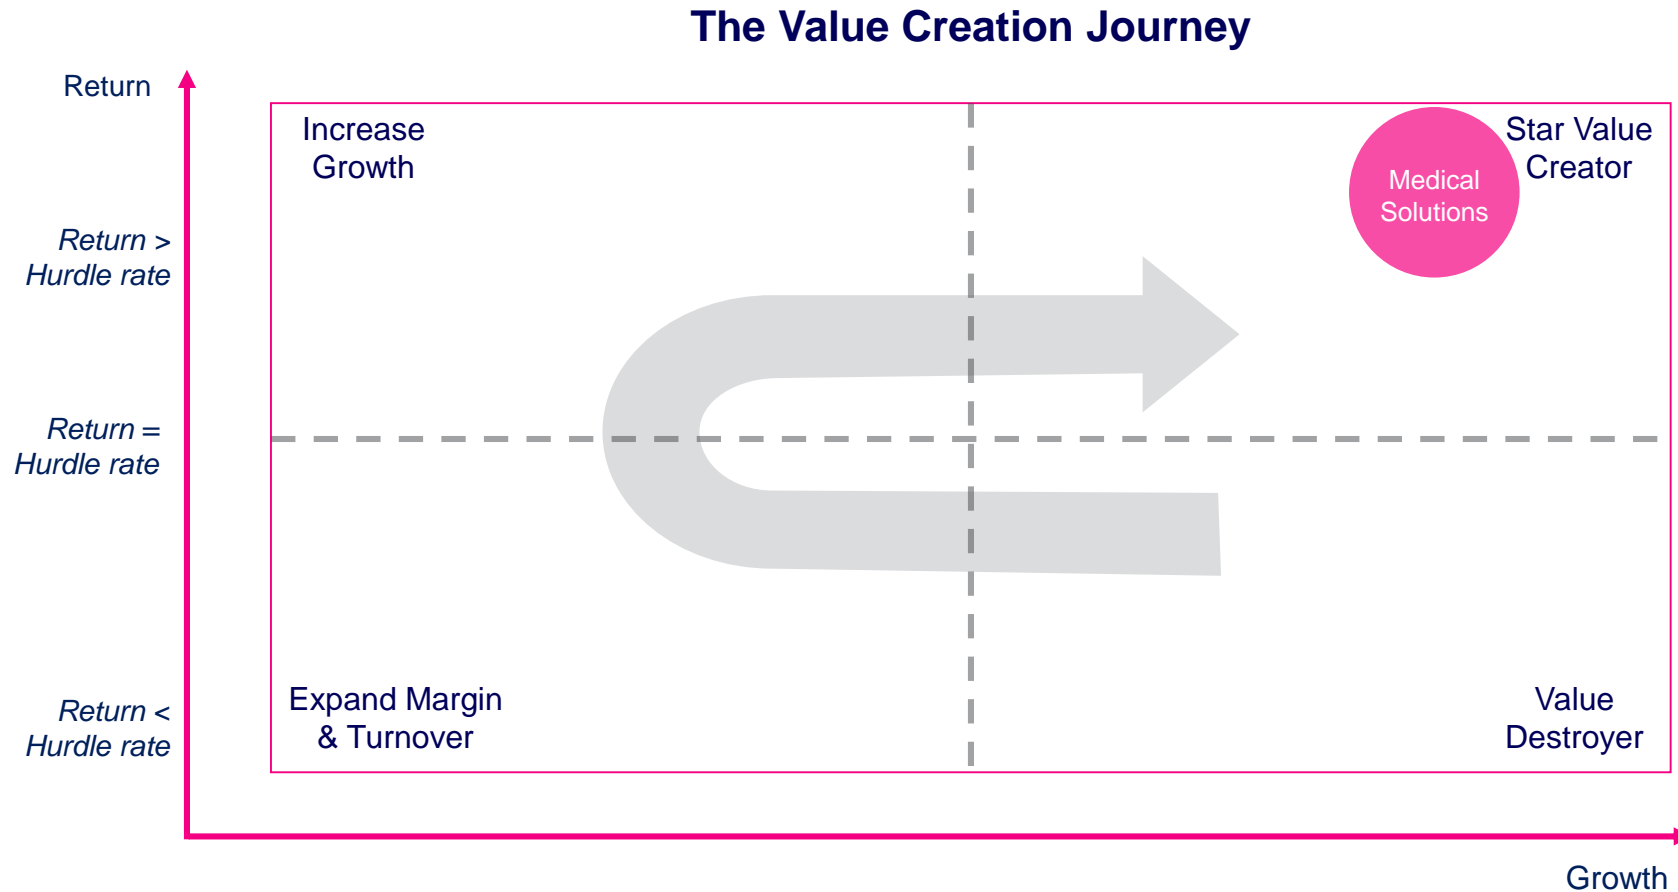 The Value Creation Journey
Return
Increase
Growth
Medical
Solutions
Star Value
Creator
Return >
Hurdle rate
Return =
Hurdle rate
Return <
Hurdle rate
Expand Margin
& Turnover
Value
Destroyer
Growth